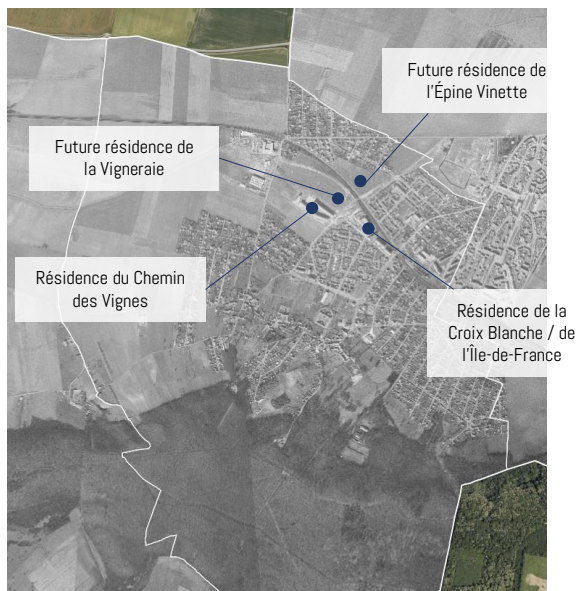 Future résidence de
l'Épine Vinette
Future résidence de
la Vigneraie
Résidence du Chemin
des Vignes
Résidence de la
Croix Blanche / de
l'Île-de-France